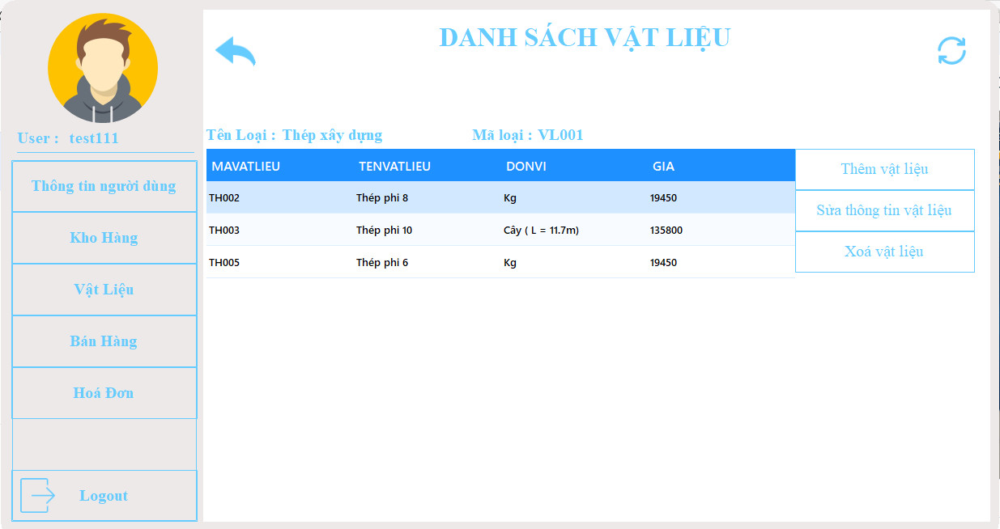 DANH SÁCH VẬT LIỆU
User : test111
Thông tin người dùng
Kho Hàng
Vật Liệu
Bán Hàng
Hoá Đơn
Logout
Tên Loại : Thép xây dựng Mã loại : VL001
MAVATLIEU TENVATLIEU DONVI GIA
TH002 Thép phi 8 Kg 19450
TH003 Thép phi 10 Cây ( L = 11.7m) 135800
TH005 Thép phi 6 Kg 19450
Thêm vật liệu
Sửa thông tin vật liệu
Xoá vật liệu